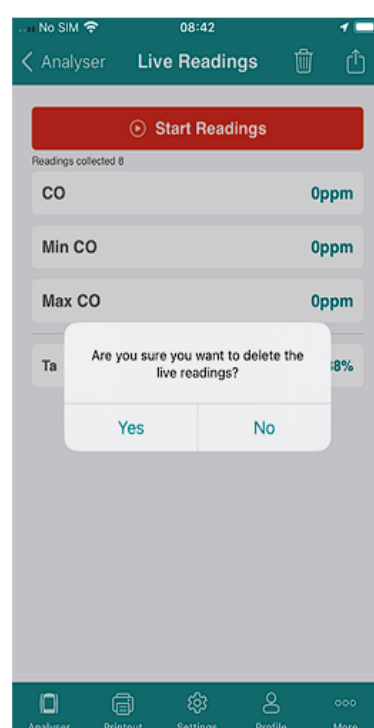 No SIM 08:42
Analyser Live Readings
Start Readings
Readings collected 8
CO 0ppm
Min CO 0ppm
Max CO 0ppm
Ta 8%
Are you sure you want to delete the
live readings?
Yes No
Analyser Printout Settings Profile More